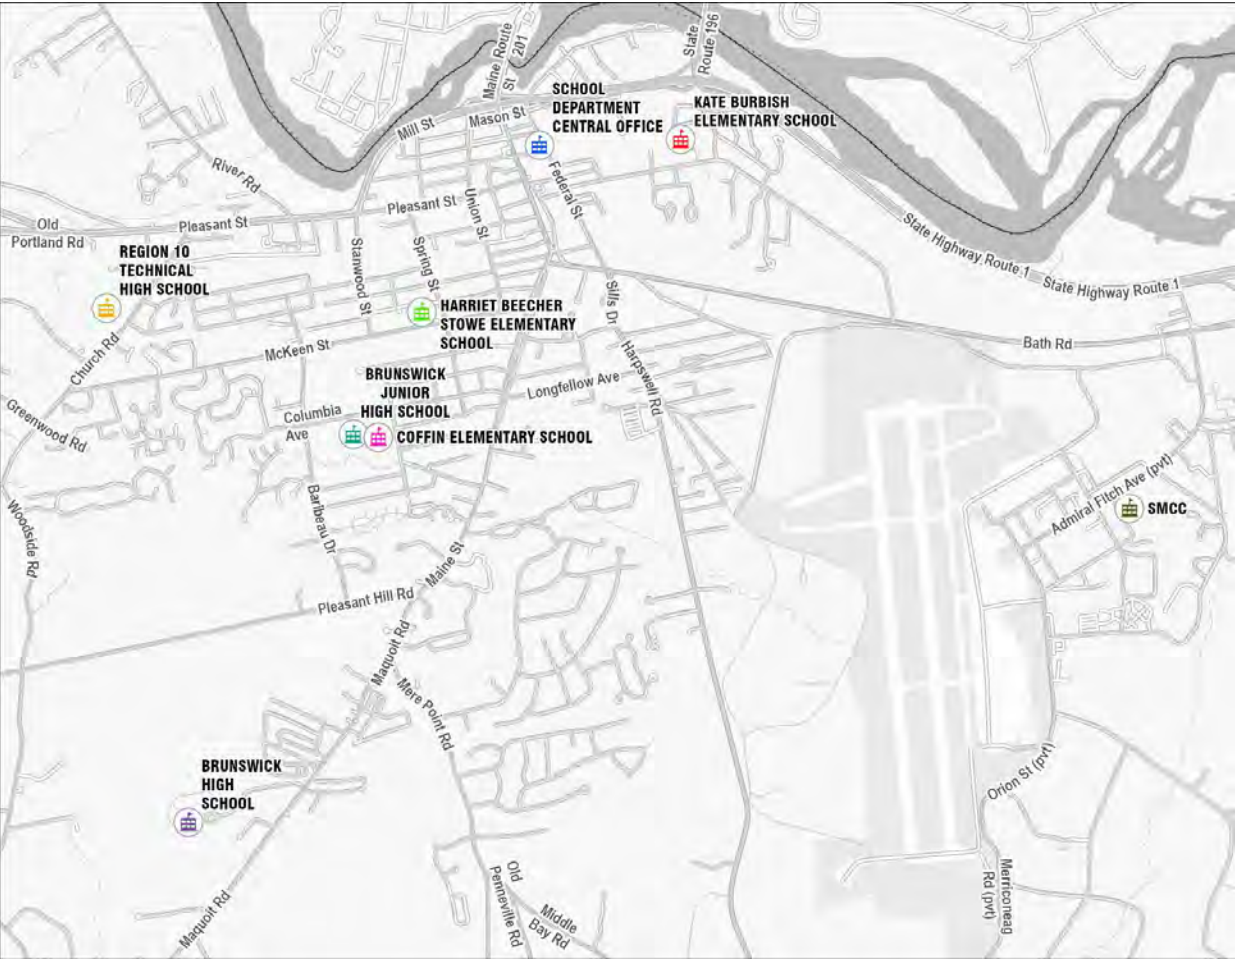 Maine Route
201
St
State
Route 196
SCHOOL
DEPARTMENT
CENTRAL OFFICE
KATE BURBISH
ELEMENTARY SCHOOL
Mill St
Mason St
River Rd
Federal St
Pleasant St
Union St
Old
Portland Rd
Pleasant St
State Highway Route 1
State Highway Route 1
REGION 10
TECHNICAL
HIGH SCHOOL
Stanwood St
Spring St
Sills Dr
HARRIET BEECHER
STOWE ELEMENTARY
SCHOOL
Church Rd
McKeen St
Bath Rd
Harpswell Rd
BRUNSWICK
JUNIOR
HIGH SCHOOL
Longfellow Ave
Greenwood Rd
Columbia
Ave
COFFIN ELEMENTARY SCHOOL
Admiral Fitch Ave (pvt)
SMCC
Woodside Rd
Baribeau Dr
Maine St
Pleasant Hill Rd
Maquoit Rd
Mere Point Rd
BRUNSWICK
HIGH
SCHOOL
Orion St (pvt)
Maquoit Rd
Old
Penneville Rd
Middle
Bay Rd
Merriconeag
Rd (pvt)